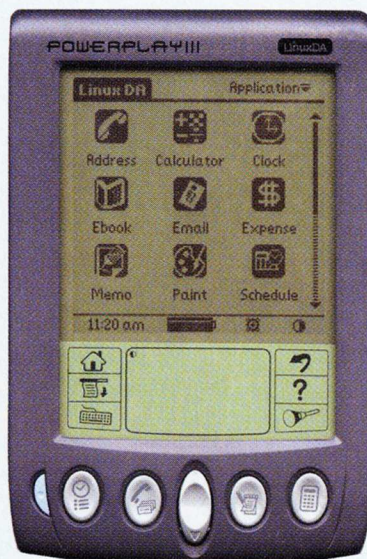 POWERPLAYIII
LinuxDA
Linux DA Application
Address Calculator Clock
Ebook Email Expense
Memo Paint Schedule
11:20 am
?